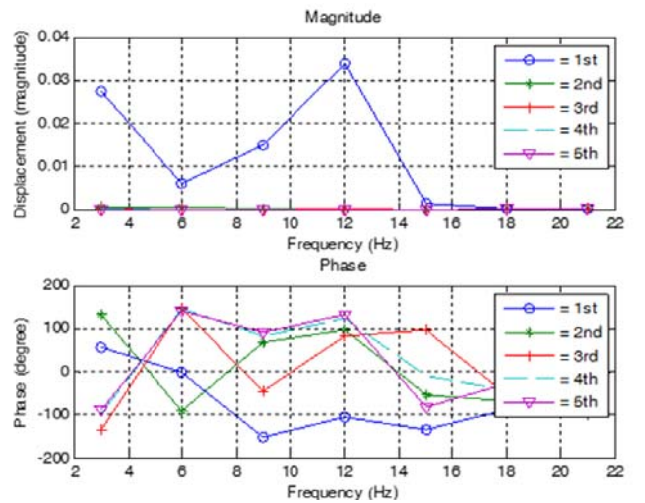 Magnitude
0.04
0.03
0.02
0.01
0
Displacement (magnitude)
= 1st
= 2nd
= 3rd
= 4th
= 5th
2 4 6 8 10 12 14 16 18 20 22
Frequency (Hz)
Phase
200
100
0
-100
-200
Phase (degree)
= 1st
= 2nd
= 3rd
= 4th
= 5th
2 4 6 8 10 12 14 16 18 20 22
Frequency (Hz)